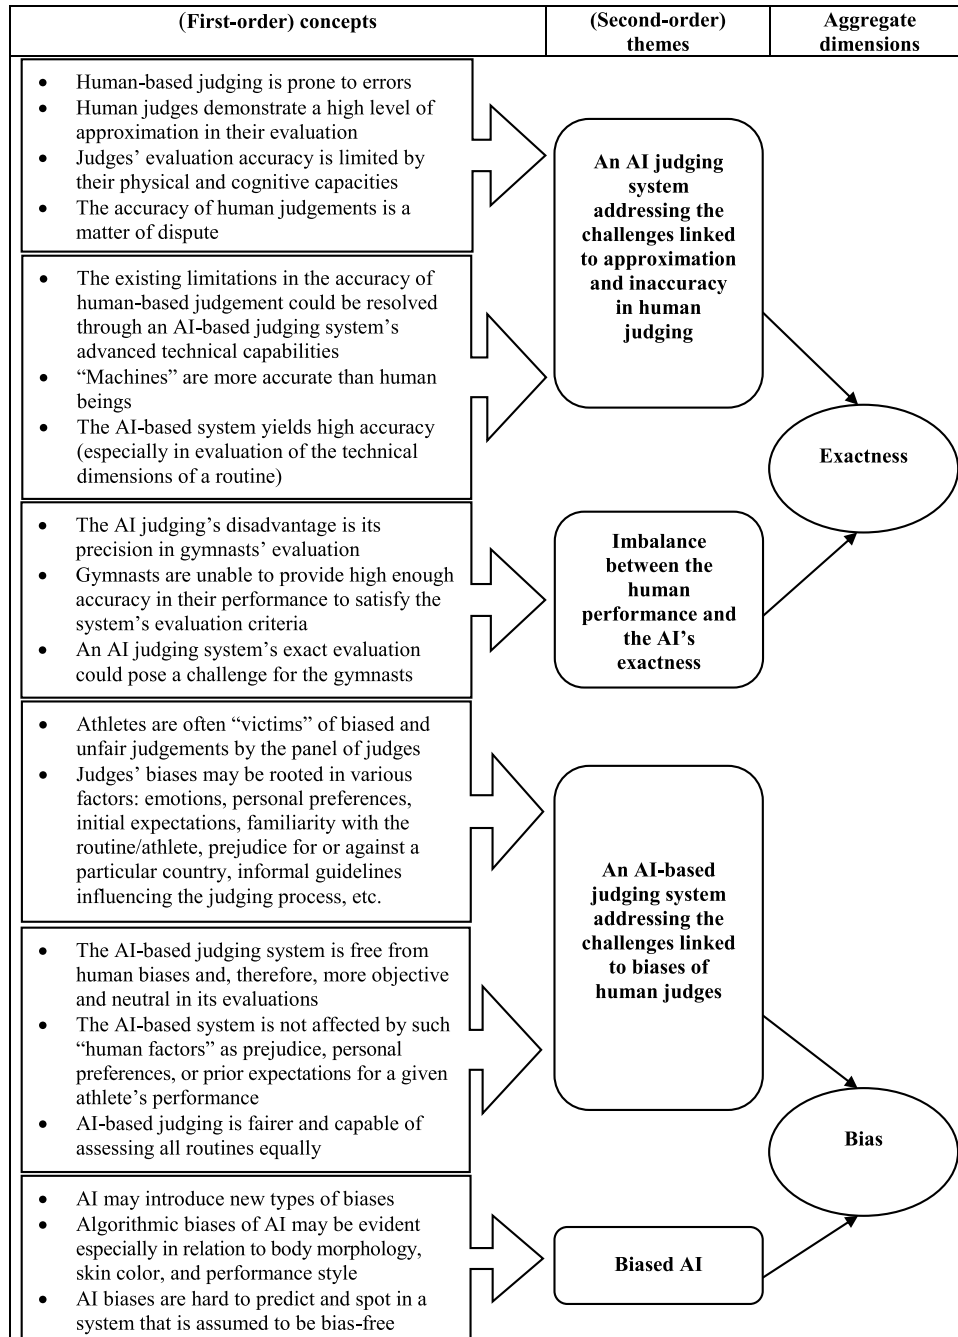 (First-order) concepts
(Second-order)
themes
Aggregate
dimensions
• Human-based judging is prone to errors
• Human judges demonstrate a high level of
approximation in their evaluation
• Judges’ evaluation accuracy is limited by
their physical and cognitive capacities
• The accuracy of human judgements is a
matter of dispute
• The existing limitations in the accuracy of
human-based judgement could be resolved
through an AI-based judging system’s
advanced technical capabilities
• “Machines” are more accurate than human
beings
• The AI-based system yields high accuracy
(especially in evaluation of the technical
dimensions of a routine)
An AI judging
system
addressing the
challenges linked
to approximation
and inaccuracy
in human
judging
• The AI judging’s disadvantage is its
precision in gymnasts’ evaluation
• Gymnasts are unable to provide high enough
accuracy in their performance to satisfy the
system’s evaluation criteria
• An AI judging system’s exact evaluation
could pose a challenge for the gymnasts
Imbalance
between the
human
performance and
the AI’s
exactness
Exactness
• Athletes are often “victims” of biased and
unfair judgements by the panel of judges
• Judges’ biases may be rooted in various
factors: emotions, personal preferences,
initial expectations, familiarity with the
routine/athlete, prejudice for or against a
particular country, informal guidelines
influencing the judging process, etc.
• The AI-based judging system is free from
human biases and, therefore, more objective
and neutral in its evaluations
• The AI-based system is not affected by such
“human factors” as prejudice, personal
preferences, or prior expectations for a given
athlete’s performance
• AI-based judging is fairer and capable of
assessing all routines equally
An AI-based
judging system
addressing the
challenges linked
to biases of
human judges
• AI may introduce new types of biases
• Algorithmic biases of AI may be evident
especially in relation to body morphology,
skin color, and performance style
• AI biases are hard to predict and spot in a
system that is assumed to be bias-free
Biased AI
Bias